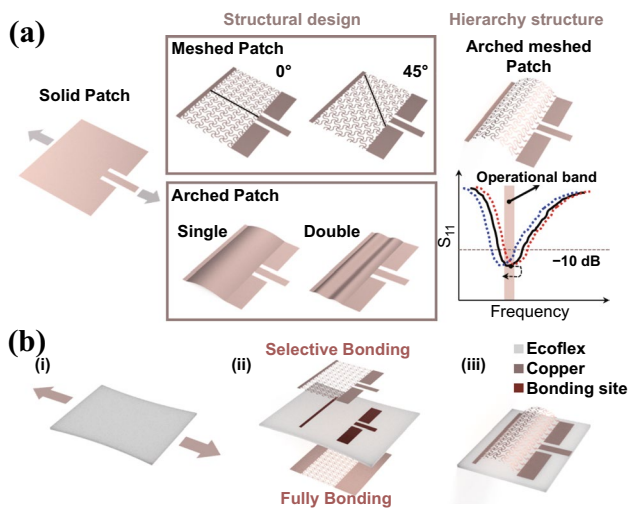 Structural design
Hierarchy structure
(a)
Meshed Patch
0°
45°
Arched meshed
Patch
Solid Patch
Operational band
Arched Patch
Single
Double
S11
−10 dB
Frequency
(b)
Selective Bonding
(i)
(ii)
(iii)
Ecoflex
Copper
Bonding site
Fully Bonding